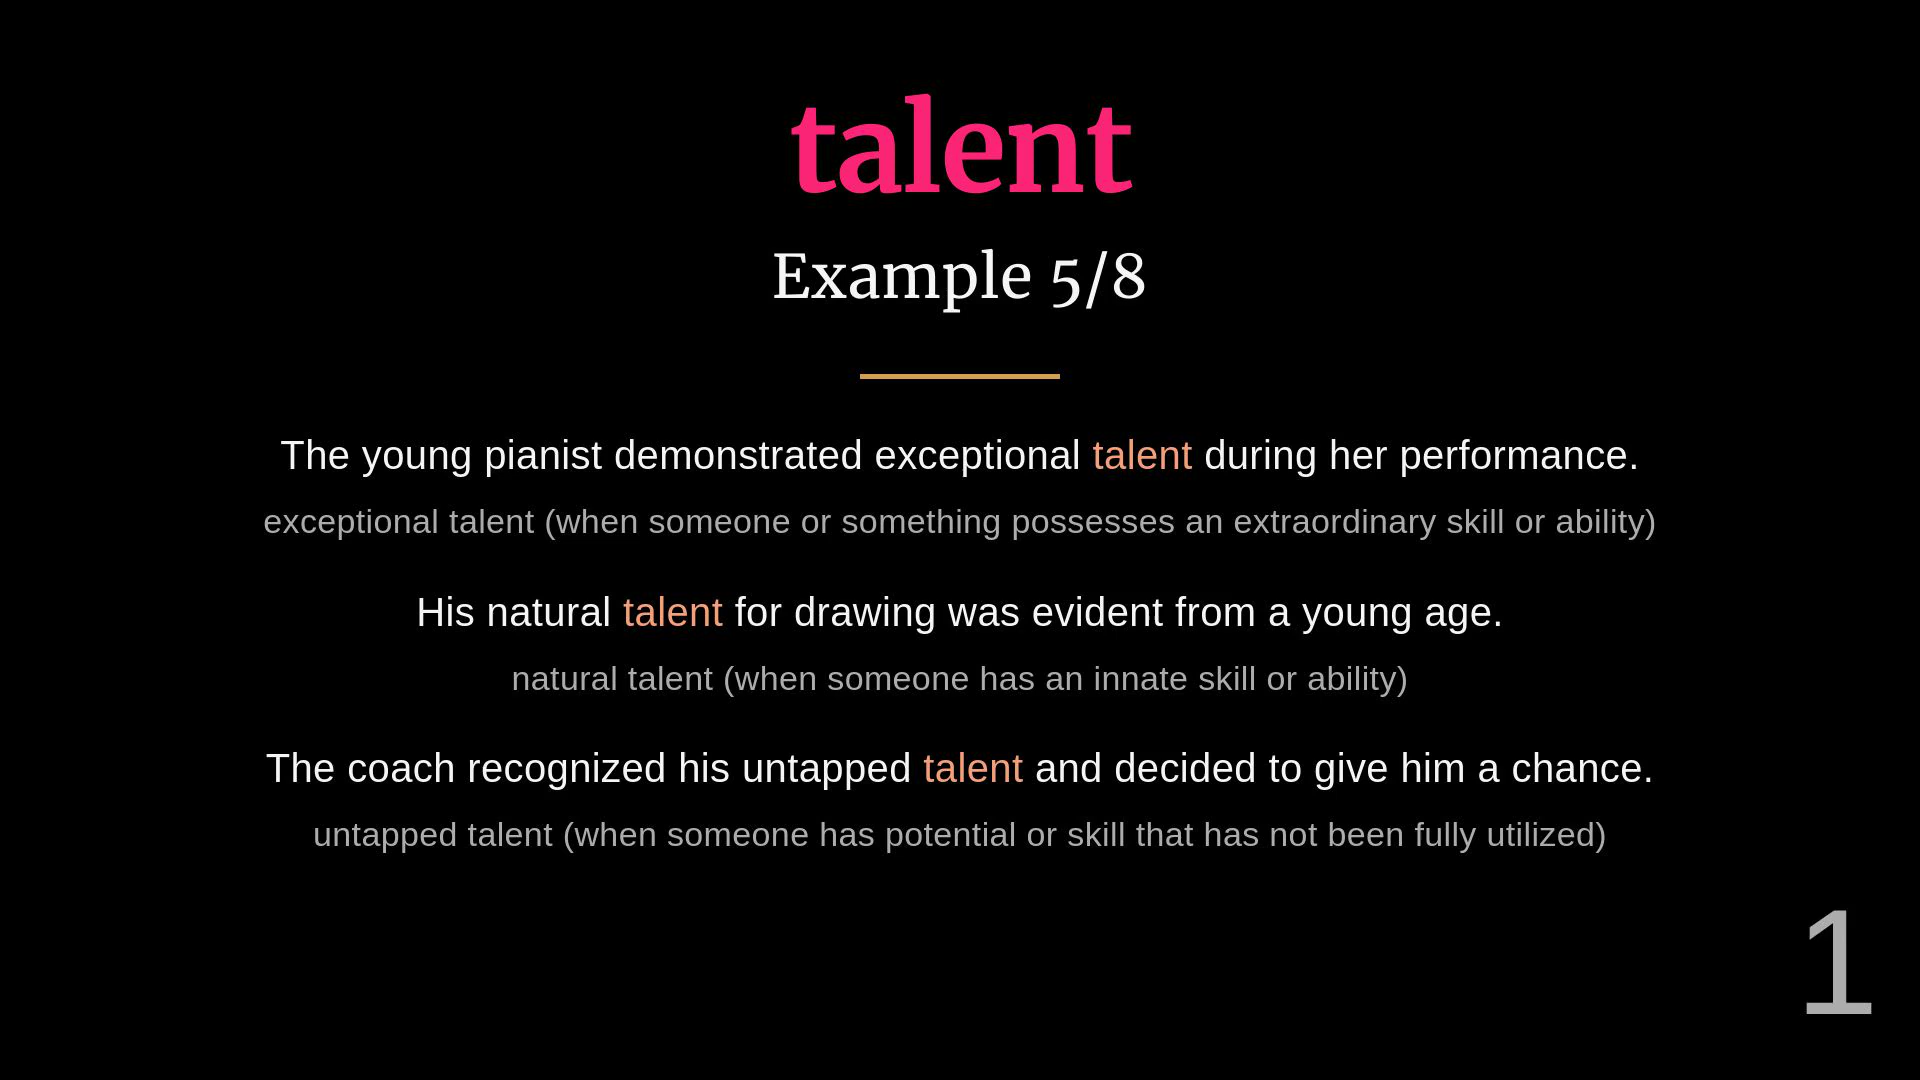 talent
Example 5/8
The young pianist demonstrated exceptional talent during her performance.
exceptional talent (when someone or something possesses an extraordinary skill or ability)
His natural talent for drawing was evident from a young age.
natural talent (when someone has an innate skill or ability)
The coach recognized his untapped talent and decided to give him a chance.
untapped talent (when someone has potential or skill that has not been fully utilized)
1